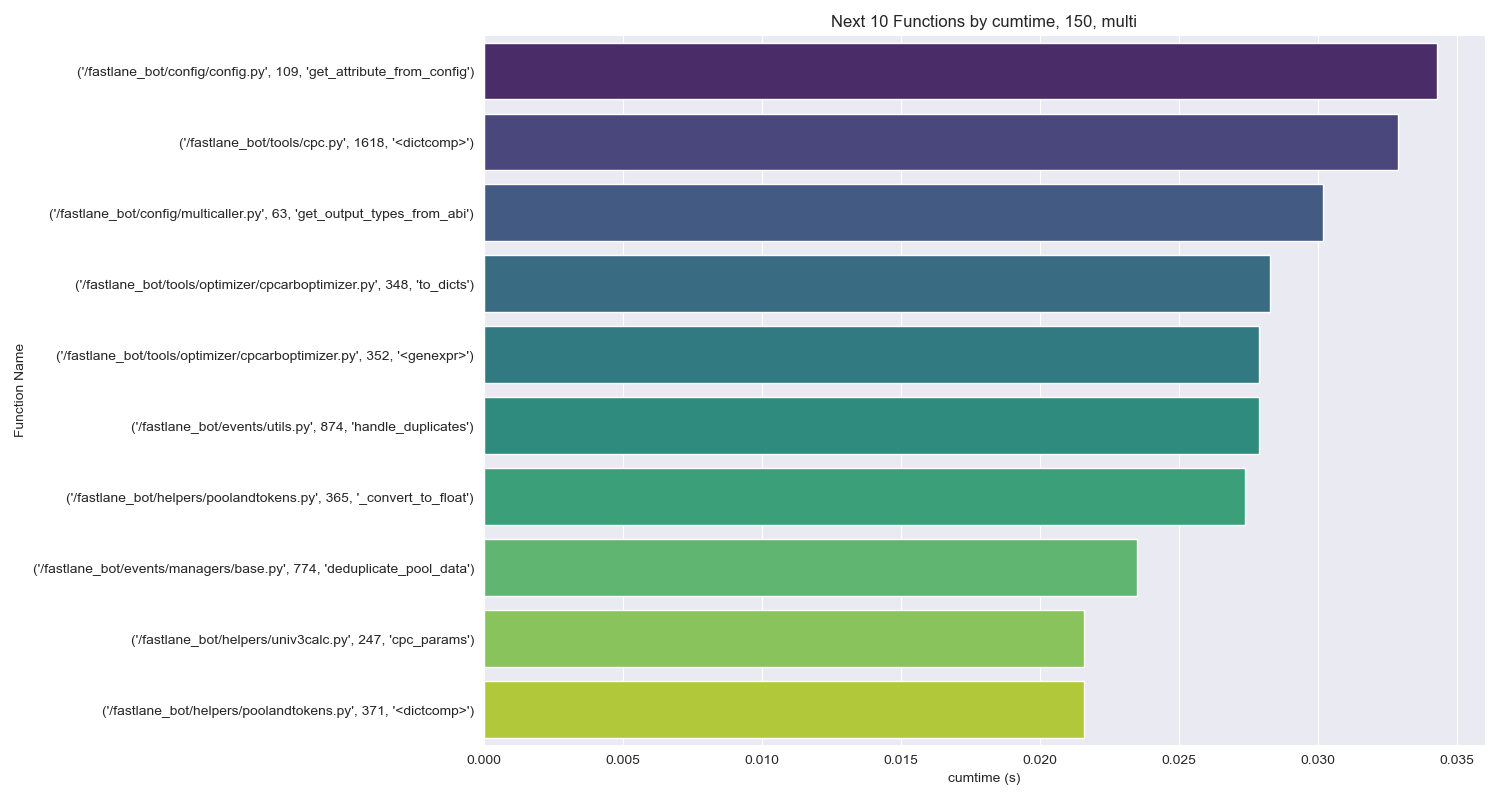 Next 10 Functions by cumtime, 150, multi
('/fastlane_bot/config/config.py', 109, 'get_attribute_from_config')
('/fastlane_bot/tools/cpc.py', 1618, '<dictcomp>')
('/fastlane_bot/config/multicaller.py', 63, 'get_output_types_from_abi')
('/fastlane_bot/tools/optimizer/cpcarboptimizer.py', 348, 'to_dicts')
('/fastlane_bot/tools/optimizer/cpcarboptimizer.py', 352, '<genexpr>')
('/fastlane_bot/events/utils.py', 874, 'handle_duplicates')
('/fastlane_bot/helpers/poolandtokens.py', 365, '_convert_to_float')
('/fastlane_bot/events/managers/base.py', 774, 'deduplicate_pool_data')
('/fastlane_bot/helpers/univ3calc.py', 247, 'cpc_params')
('/fastlane_bot/helpers/poolandtokens.py', 371, '<dictcomp>')
Function Name
0.000 0.005 0.010 0.015 0.020 0.025 0.030 0.035
cumtime (s)